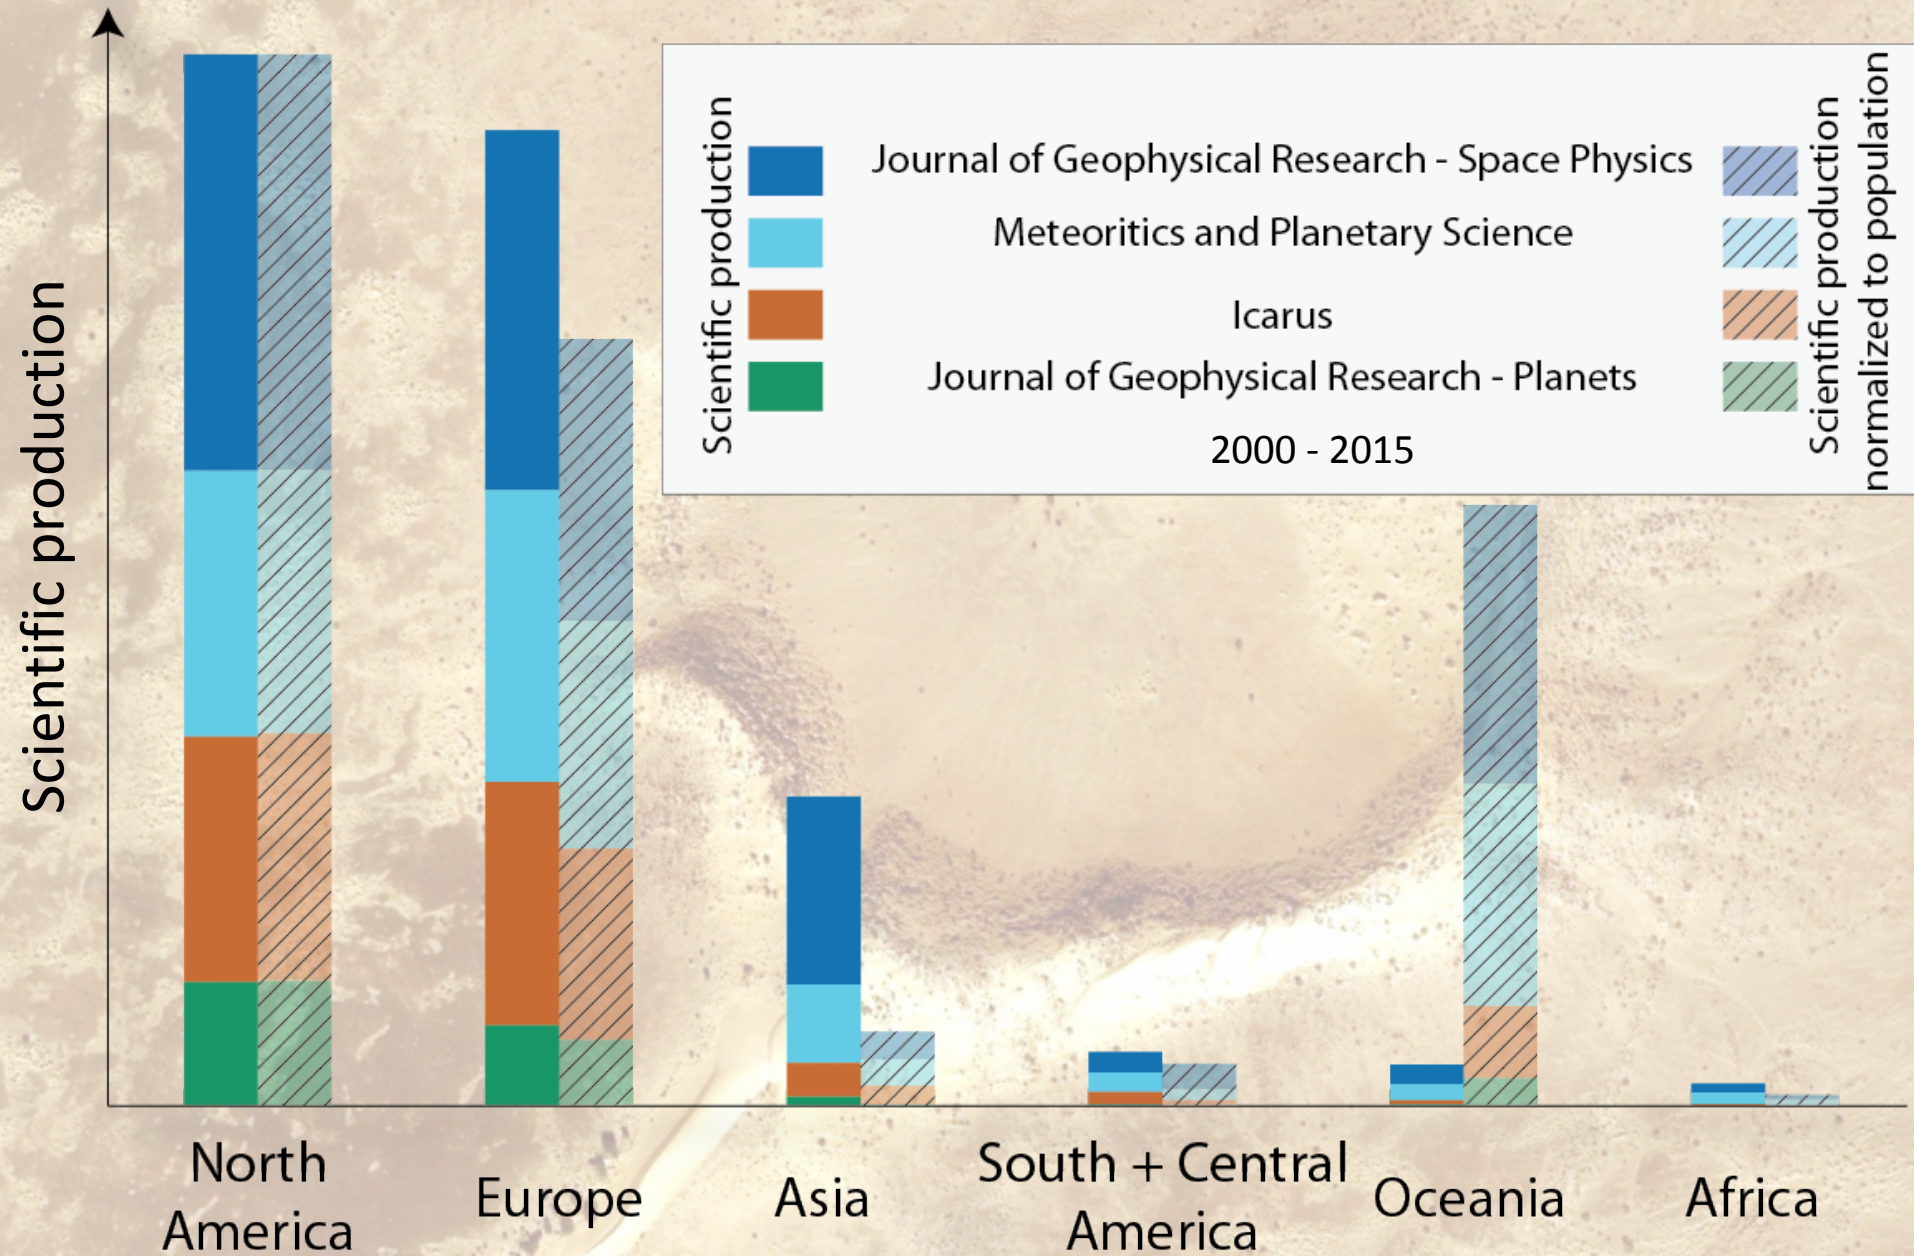 Scientific production
Scientific production
Journal of Geophysical Research - Space Physics
Meteoritics and Planetary Science
Icarus
Journal of Geophysical Research - Planets
2000 - 2015
Scientific production
normalized to population
North
America
Europe
Asia
South + Central
America
Oceania
Africa